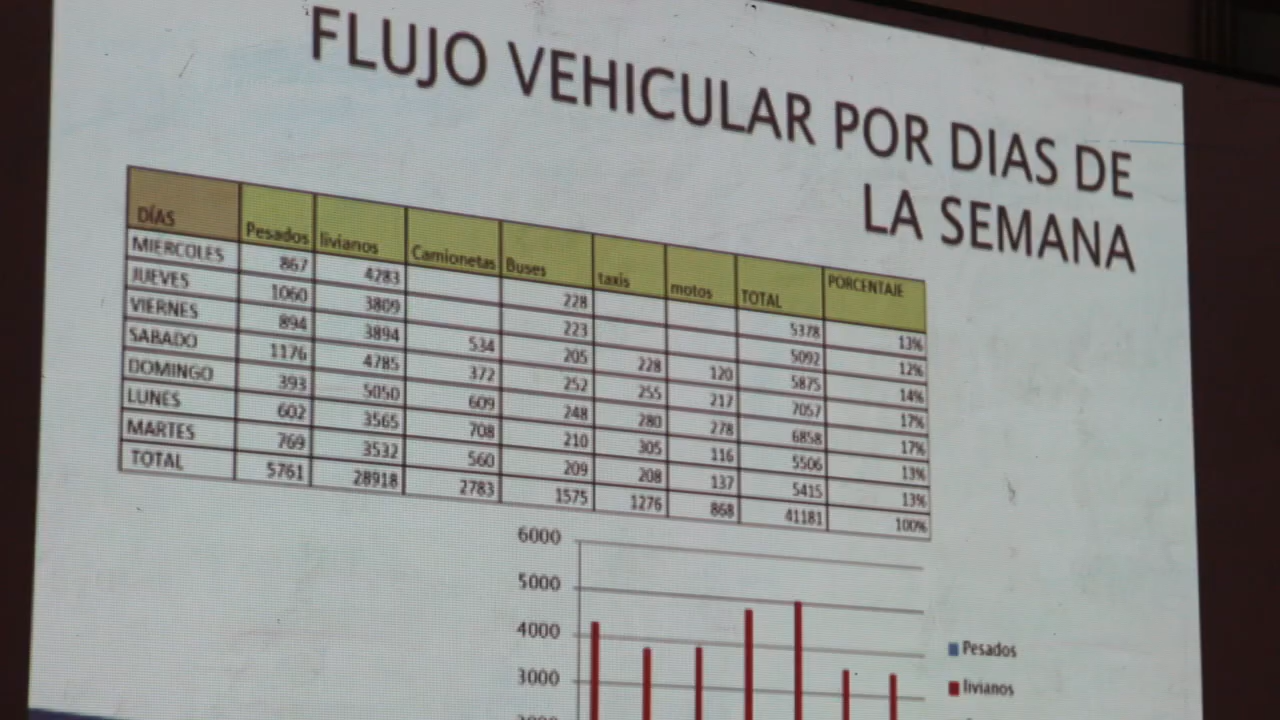 FLUJO VEHICULAR POR DIAS DE
LA SEMANA
DÍAS Pesados livianos Camionetas Buses taxis motos TOTAL PORCENTAJE
MIERCOLES 867 4283 228 5378 13%
JUEVES 1060 3809 223 5092 12%
VIERNES 894 3894 534 205 228 120 5875 14%
SABADO 1176 4785 372 252 255 217 7057 17%
DOMINGO 393 5050 609 248 280 278 6858 17%
LUNES 602 3565 708 210 305 116 5506 13%
MARTES 769 3532 560 209 208 137 5415 13%
TOTAL 5761 28918 2783 1575 1276 868 41181 100%
6000
5000
4000
3000
Pesados
livianos